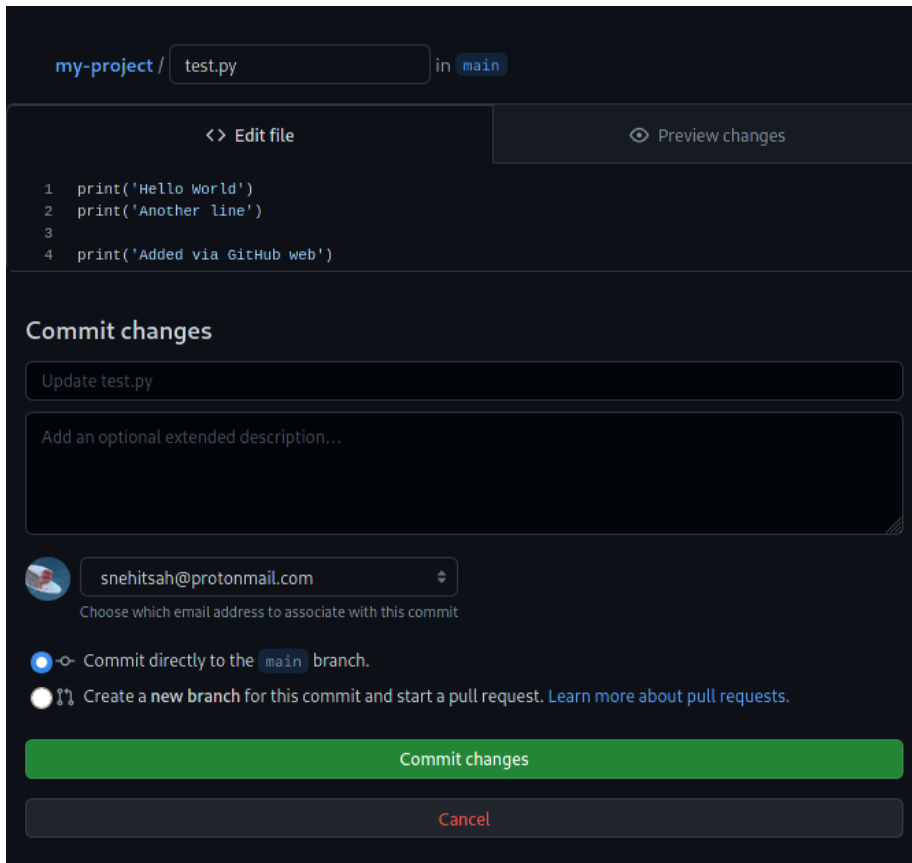 my-project / test.py in main
Edit file
Preview changes
1 print('Hello World')
2 print('Another line')
3
4 print('Added via GitHub web')
Commit changes
Update test.py
Add an optional extended description...
snehitsah@protonmail.com
Choose which email address to associate with this commit
Commit directly to the main branch.
Create a new branch for this commit and start a pull request. Learn more about pull requests.
Commit changes
Cancel